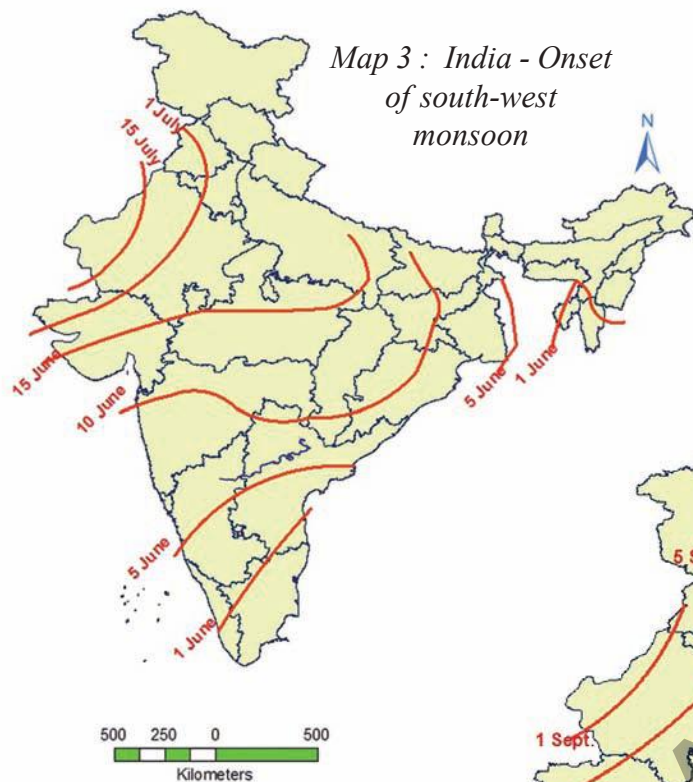 Map 3 : India - Onset
of south-west
monsoon
N
1 July
15 July
15 June
10 June
5 June
1 June
5 June
1 June
500 250 0 500
Kilometers
5 S
1 Sept.